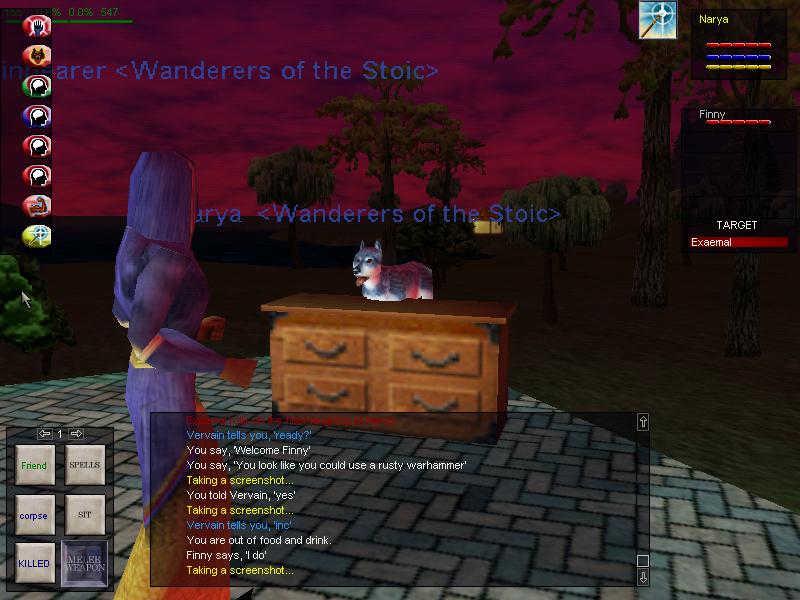 0.0% 547
Narya
<Wanderers of the Stoic>
Finny
arya <Wanderers of the Stoic>
TARGET
Exaemal
1
Friend
SPELLS
corpse
SIT
KILLED
MELEE WEAPON
Vervain tells you, 'ready?'
You say, 'Welcome Finny'
You say, 'You look like you could use a rusty warhammer'
Taking a screenshot...
You told Vervain, 'yes'
Taking a screenshot...
Vervain tells you, 'inc'
You are out of food and drink.
Finny says, 'I do'
Taking a screenshot...